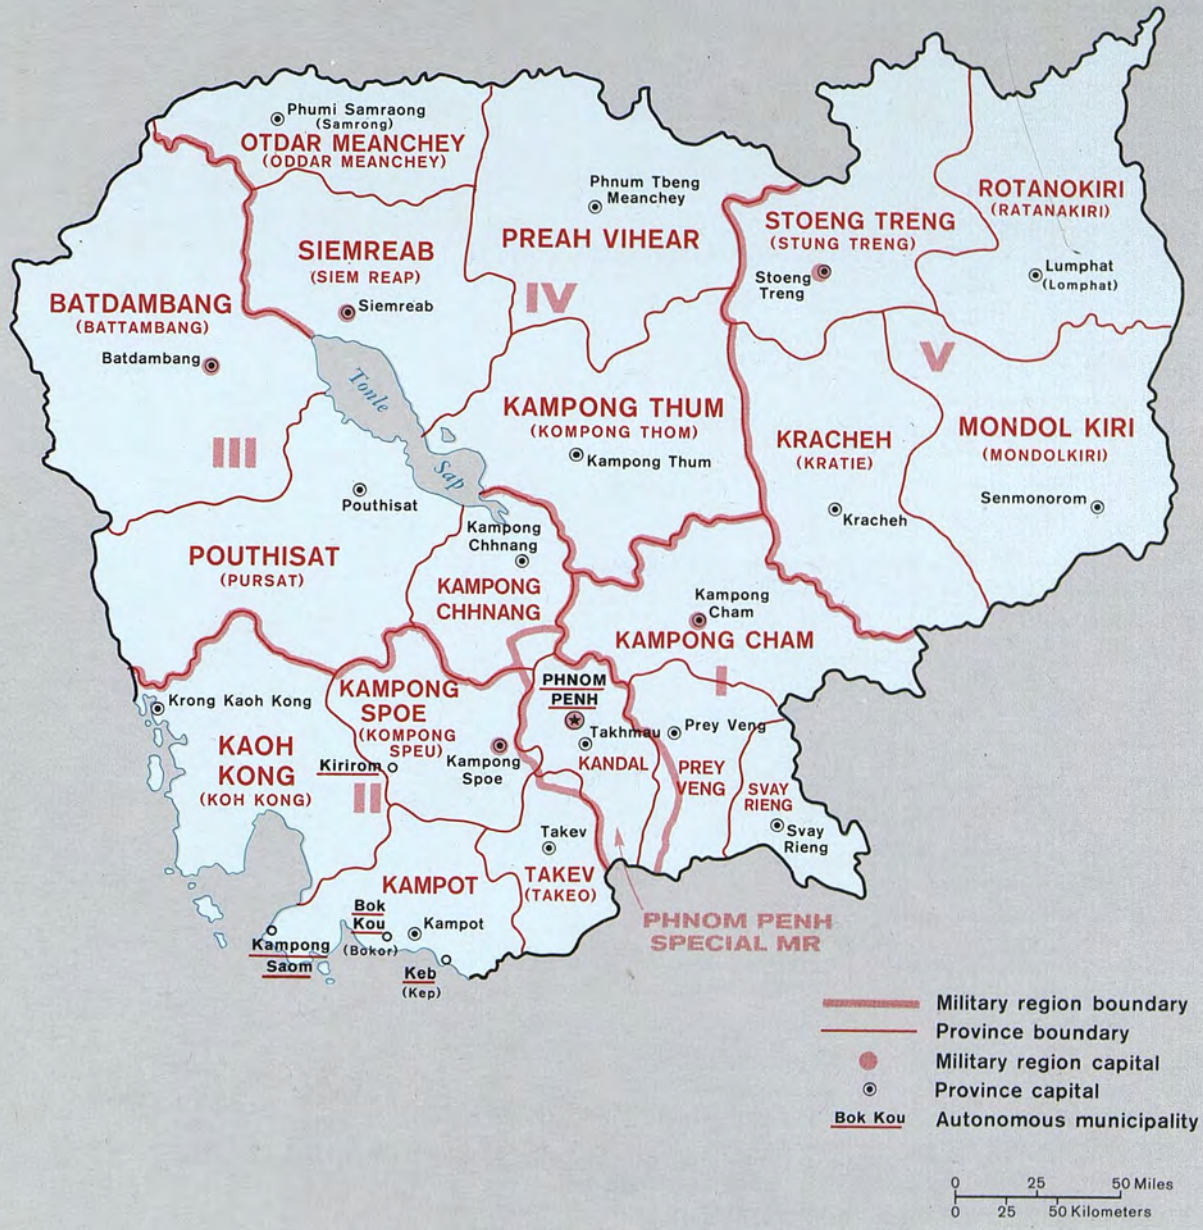 Phumi Samraong
(Samrong)
OTDAR MEANCHEY
(ODDAR MEANCHEY)
Phnum Tbeng
Meanchey
PREAH VIHEAR
STOENG TRENG
(STUNG TRENG)
Stoeng
Treng
ROTANOKIRI
(RATANAKIRI)
Lumphat
(Lomphat)
SIEMREAB
(SIEM REAP)
Siemreab
IV
BATDAMBANG
(BATTAMBANG)
Batdambang
III
Tonle
Sap
V
KAMPONG THUM
(KOMPONG THOM)
Kampong Thum
KRACHEH
(KRATIE)
Kracheh
MONDOL KIRI
(MONDOLKIRI)
Senmonorom
Pouthisat
POUTHISAT
(PURSAT)
Kampong
Chhnang
KAMPONG
CHHNANG
Kampong
Cham
KAMPONG CHAM
I
Krong Kaoh Kong
KAOH
KONG
(KOH KONG)
KAMPONG
SPOE
(KOMPONG
SPEU)
Kampong
Spoe
Kirirom
II
PHNOM
PENH
Takhmau
KANDAL
Prey Veng
PREY
VENG
SVAY
RIENG
Svay
Rieng
Takev
TAKEV
(TAKEO)
KAMPOT
Bok
Kou
(Bokor)
Kampot
Kampong
Saom
Keb
(Kep)
PHNOM PENH
SPECIAL MR
Military region boundary
Province boundary
Military region capital
Province capital
Bok Kou Autonomous municipality
0 25 50 Miles
0 25 50 Kilometers